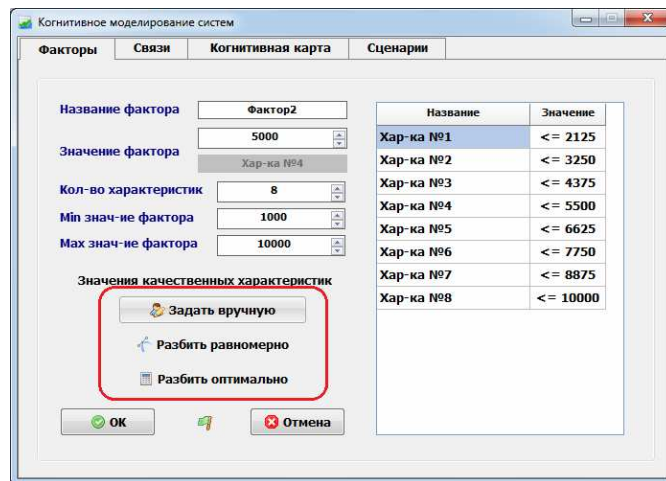 Когнитивное моделирование систем
Факторы Связи Когнитивная карта Сценарии
Название фактора Фактор2
Значение фактора 5000
Хар-ка №4
Кол-во характеристик 8
Min знач-ие фактора 1000
Max знач-ие фактора 10000
Значения качественных характеристик
Задать вручную
Разбить равномерно
Разбить оптимально
ОК Отмена
Название Значение
Хар-ка №1 <= 2125
Хар-ка №2 <= 3250
Хар-ка №3 <= 4375
Хар-ка №4 <= 5500
Хар-ка №5 <= 6625
Хар-ка №6 <= 7750
Хар-ка №7 <= 8875
Хар-ка №8 <= 10000